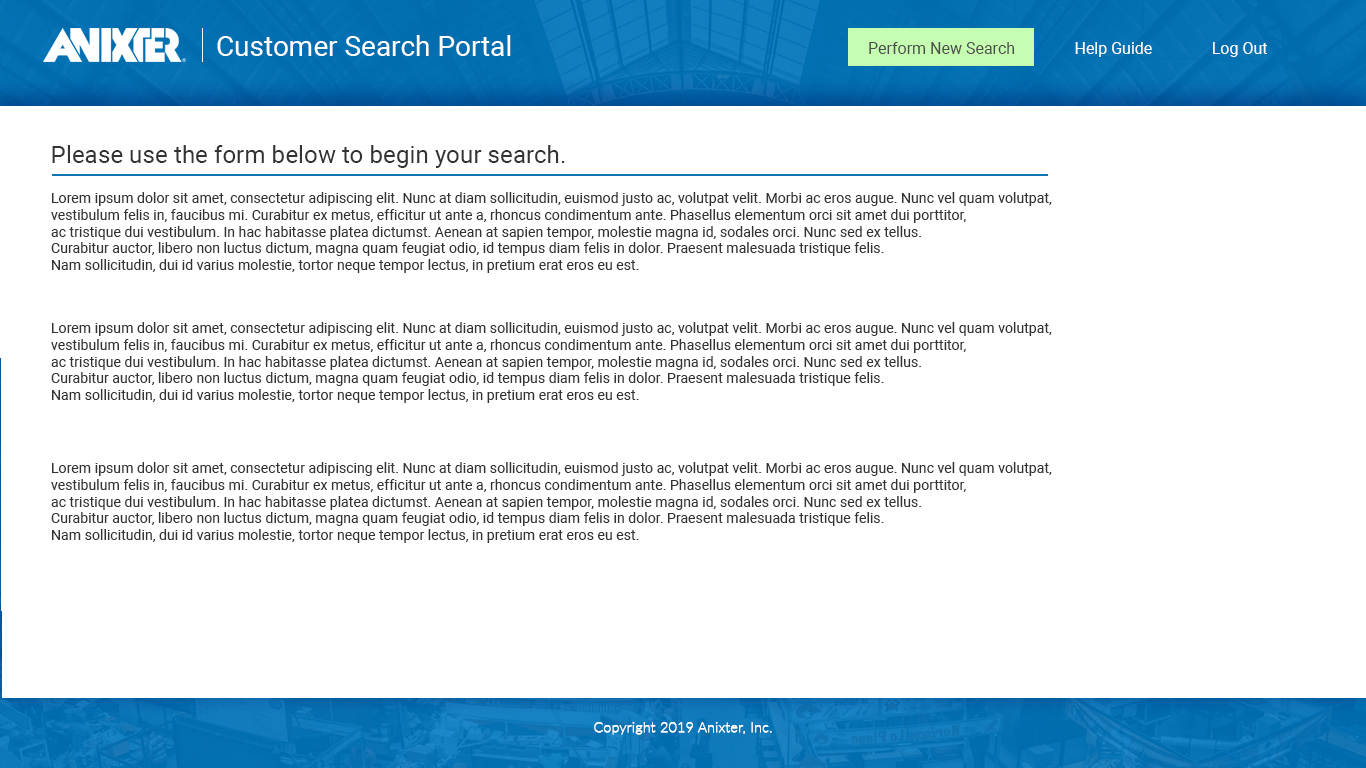 ANIXTER
Customer Search Portal
Perform New Search
Help Guide
Log Out
Please use the form below to begin your search.
Lorem ipsum dolor sit amet, consectetur adipiscing elit. Nunc at diam sollicitudin, euismod justo ac, volutpat velit. Morbi ac eros augue. Nunc vel quam volutpat,
vestibulum felis in, faucibus mi. Curabitur ex metus, efficitur ut ante a, rhoncus condimentum ante. Phasellus elementum orci sit amet dui porttitor,
ac tristique dui vestibulum. In hac habitasse platea dictumst. Aenean at sapien tempor, molestie magna id, sodales orci. Nunc sed ex tellus.
Curabitur auctor, libero non luctus dictum, magna quam feugiat odio, id tempus diam felis in dolor. Praesent malesuada tristique felis.
Nam sollicitudin, dui id varius molestie, tortor neque tempor lectus, in pretium erat eros eu est.
Lorem ipsum dolor sit amet, consectetur adipiscing elit. Nunc at diam sollicitudin, euismod justo ac, volutpat velit. Morbi ac eros augue. Nunc vel quam volutpat,
vestibulum felis in, faucibus mi. Curabitur ex metus, efficitur ut ante a, rhoncus condimentum ante. Phasellus elementum orci sit amet dui porttitor,
ac tristique dui vestibulum. In hac habitasse platea dictumst. Aenean at sapien tempor, molestie magna id, sodales orci. Nunc sed ex tellus.
Curabitur auctor, libero non luctus dictum, magna quam feugiat odio, id tempus diam felis in dolor. Praesent malesuada tristique felis.
Nam sollicitudin, dui id varius molestie, tortor neque tempor lectus, in pretium erat eros eu est.
Lorem ipsum dolor sit amet, consectetur adipiscing elit. Nunc at diam sollicitudin, euismod justo ac, volutpat velit. Morbi ac eros augue. Nunc vel quam volutpat,
vestibulum felis in, faucibus mi. Curabitur ex metus, efficitur ut ante a, rhoncus condimentum ante. Phasellus elementum orci sit amet dui porttitor,
ac tristique dui vestibulum. In hac habitasse platea dictumst. Aenean at sapien tempor, molestie magna id, sodales orci. Nunc sed ex tellus.
Curabitur auctor, libero non luctus dictum, magna quam feugiat odio, id tempus diam felis in dolor. Praesent malesuada tristique felis.
Nam sollicitudin, dui id varius molestie, tortor neque tempor lectus, in pretium erat eros eu est.
Copyright 2019 Anixter, Inc.